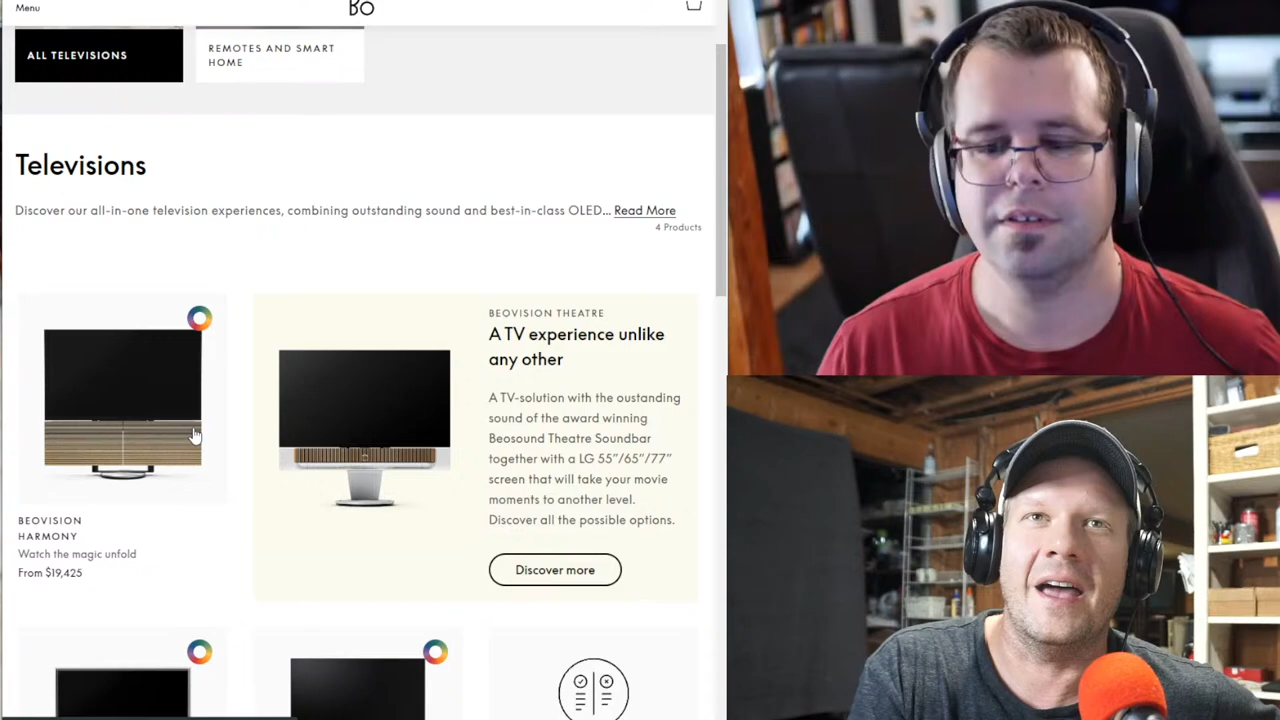 Menu
BO
ALL TELEVISIONS
REMOTES AND SMART
HOME
Televisions
Discover our all-in-one television experiences, combining outstanding sound and best-in-class OLED... Read More
4 Products
BEOVISION
HARMONY
Watch the magic unfold
From $19,425
BEOVISION THEATRE
A TV experience unlike
any other
A TV-solution with the oustanding
sound of the award winning
Beosound Theatre Soundbar
together with a LG 55"/65"/77"
screen that will take your movie
moments to another level.
Discover all the possible options.
Discover more